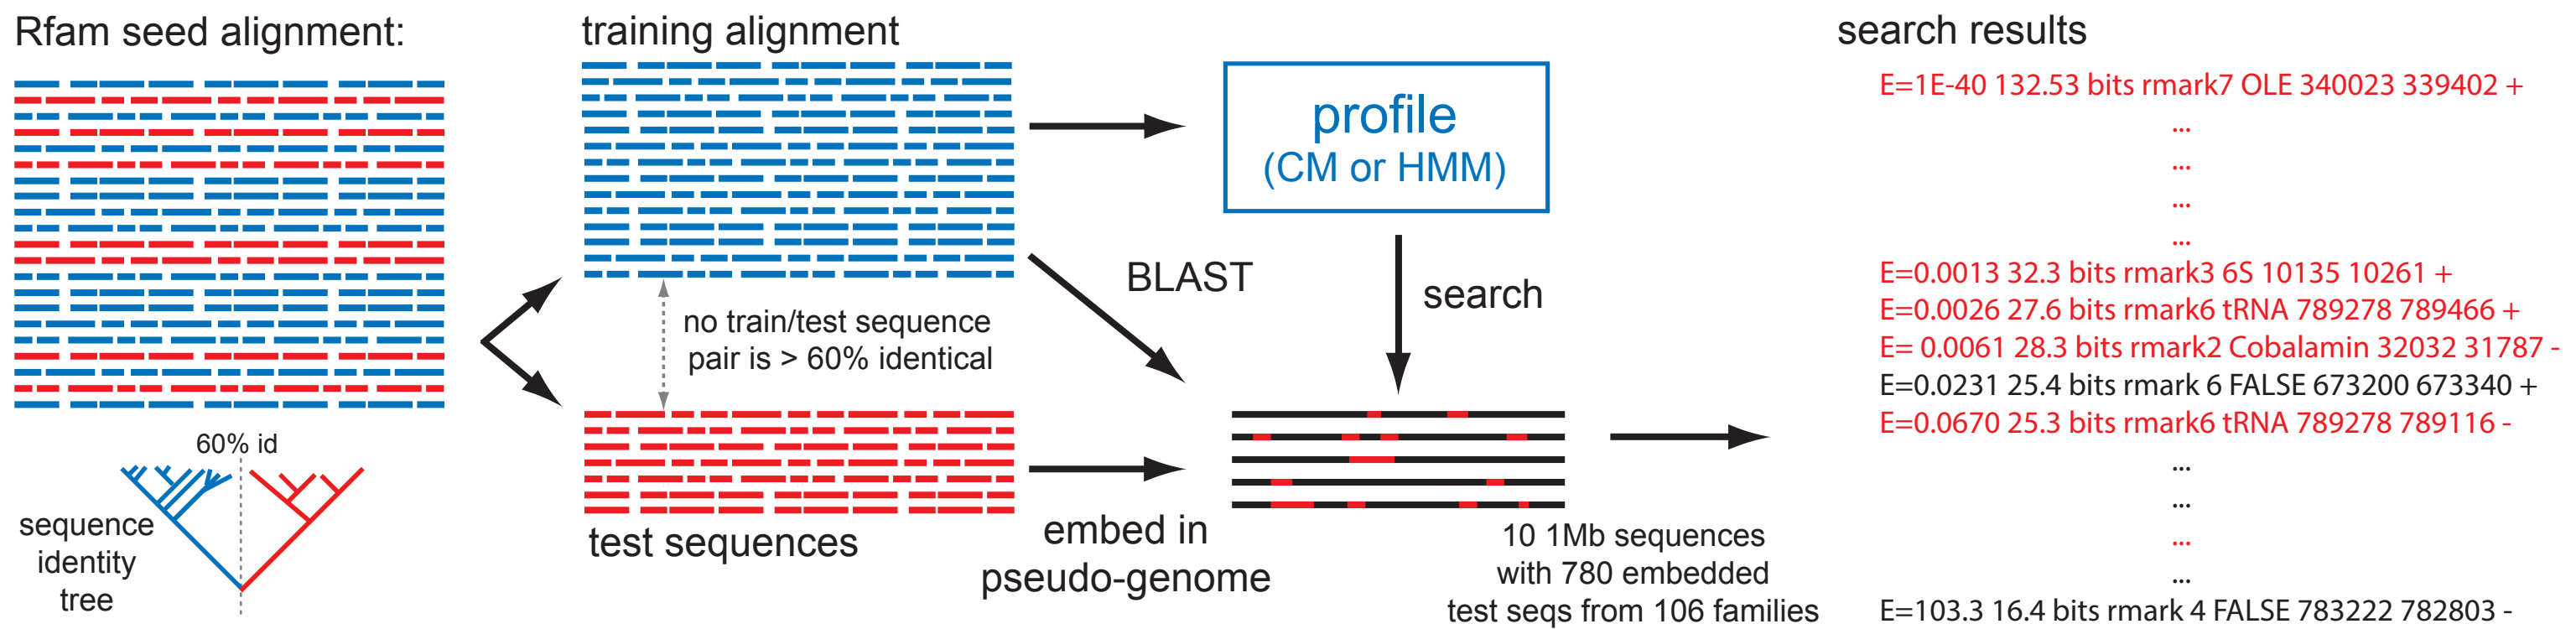 Rfam seed alignment:
60% id
sequence
identity
tree
training alignment
no train/test sequence
pair is > 60% identical
test sequences
profile
(CM or HMM)
BLAST
search
embed in
pseudo-genome
10 1Mb sequences
with 780 embedded
test seqs from 106 families
search results
E=1E-40 132.53 bits rmark7 OLE 340023 339402 +
...
...
...
...
E=0.0013 32.3 bits rmark3 6S 10135 10261 +
E=0.0026 27.6 bits rmark6 tRNA 789278 789466 +
E= 0.0061 28.3 bits rmark2 Cobalamin 32032 31787 -
E=0.0231 25.4 bits rmark 6 FALSE 673200 673340 +
E=0.0670 25.3 bits rmark6 tRNA 789278 789116 -
...
...
...
...
E=103.3 16.4 bits rmark 4 FALSE 783222 782803 -